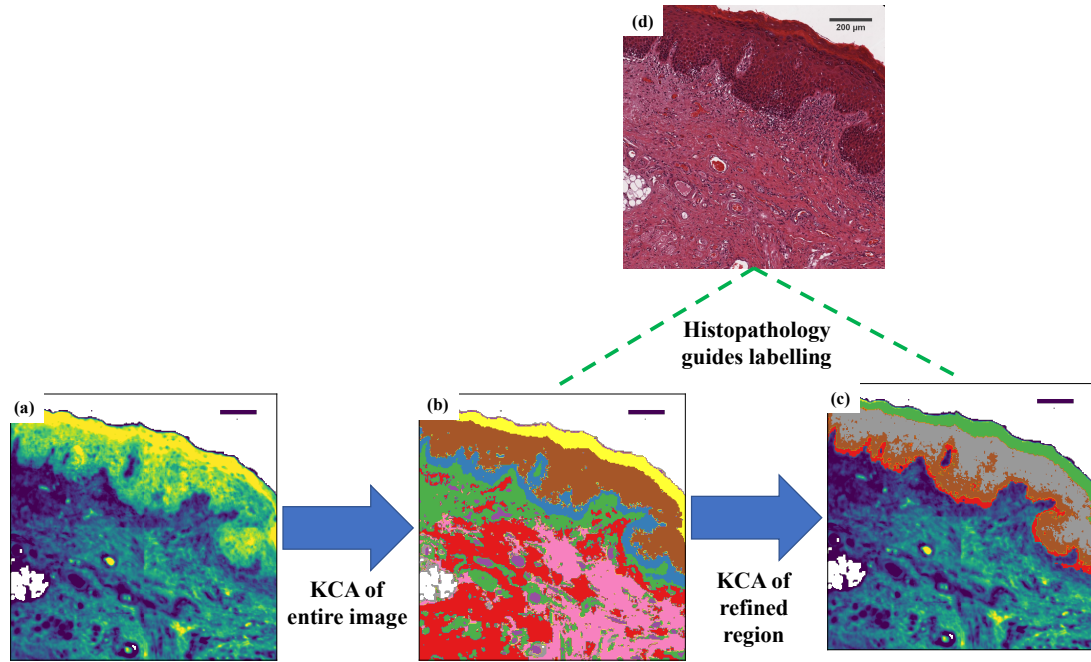 (d)
200 μm
Histopathology
guides labelling
(a)
(b)
(c)
KCA of
entire image
KCA of
refined
region